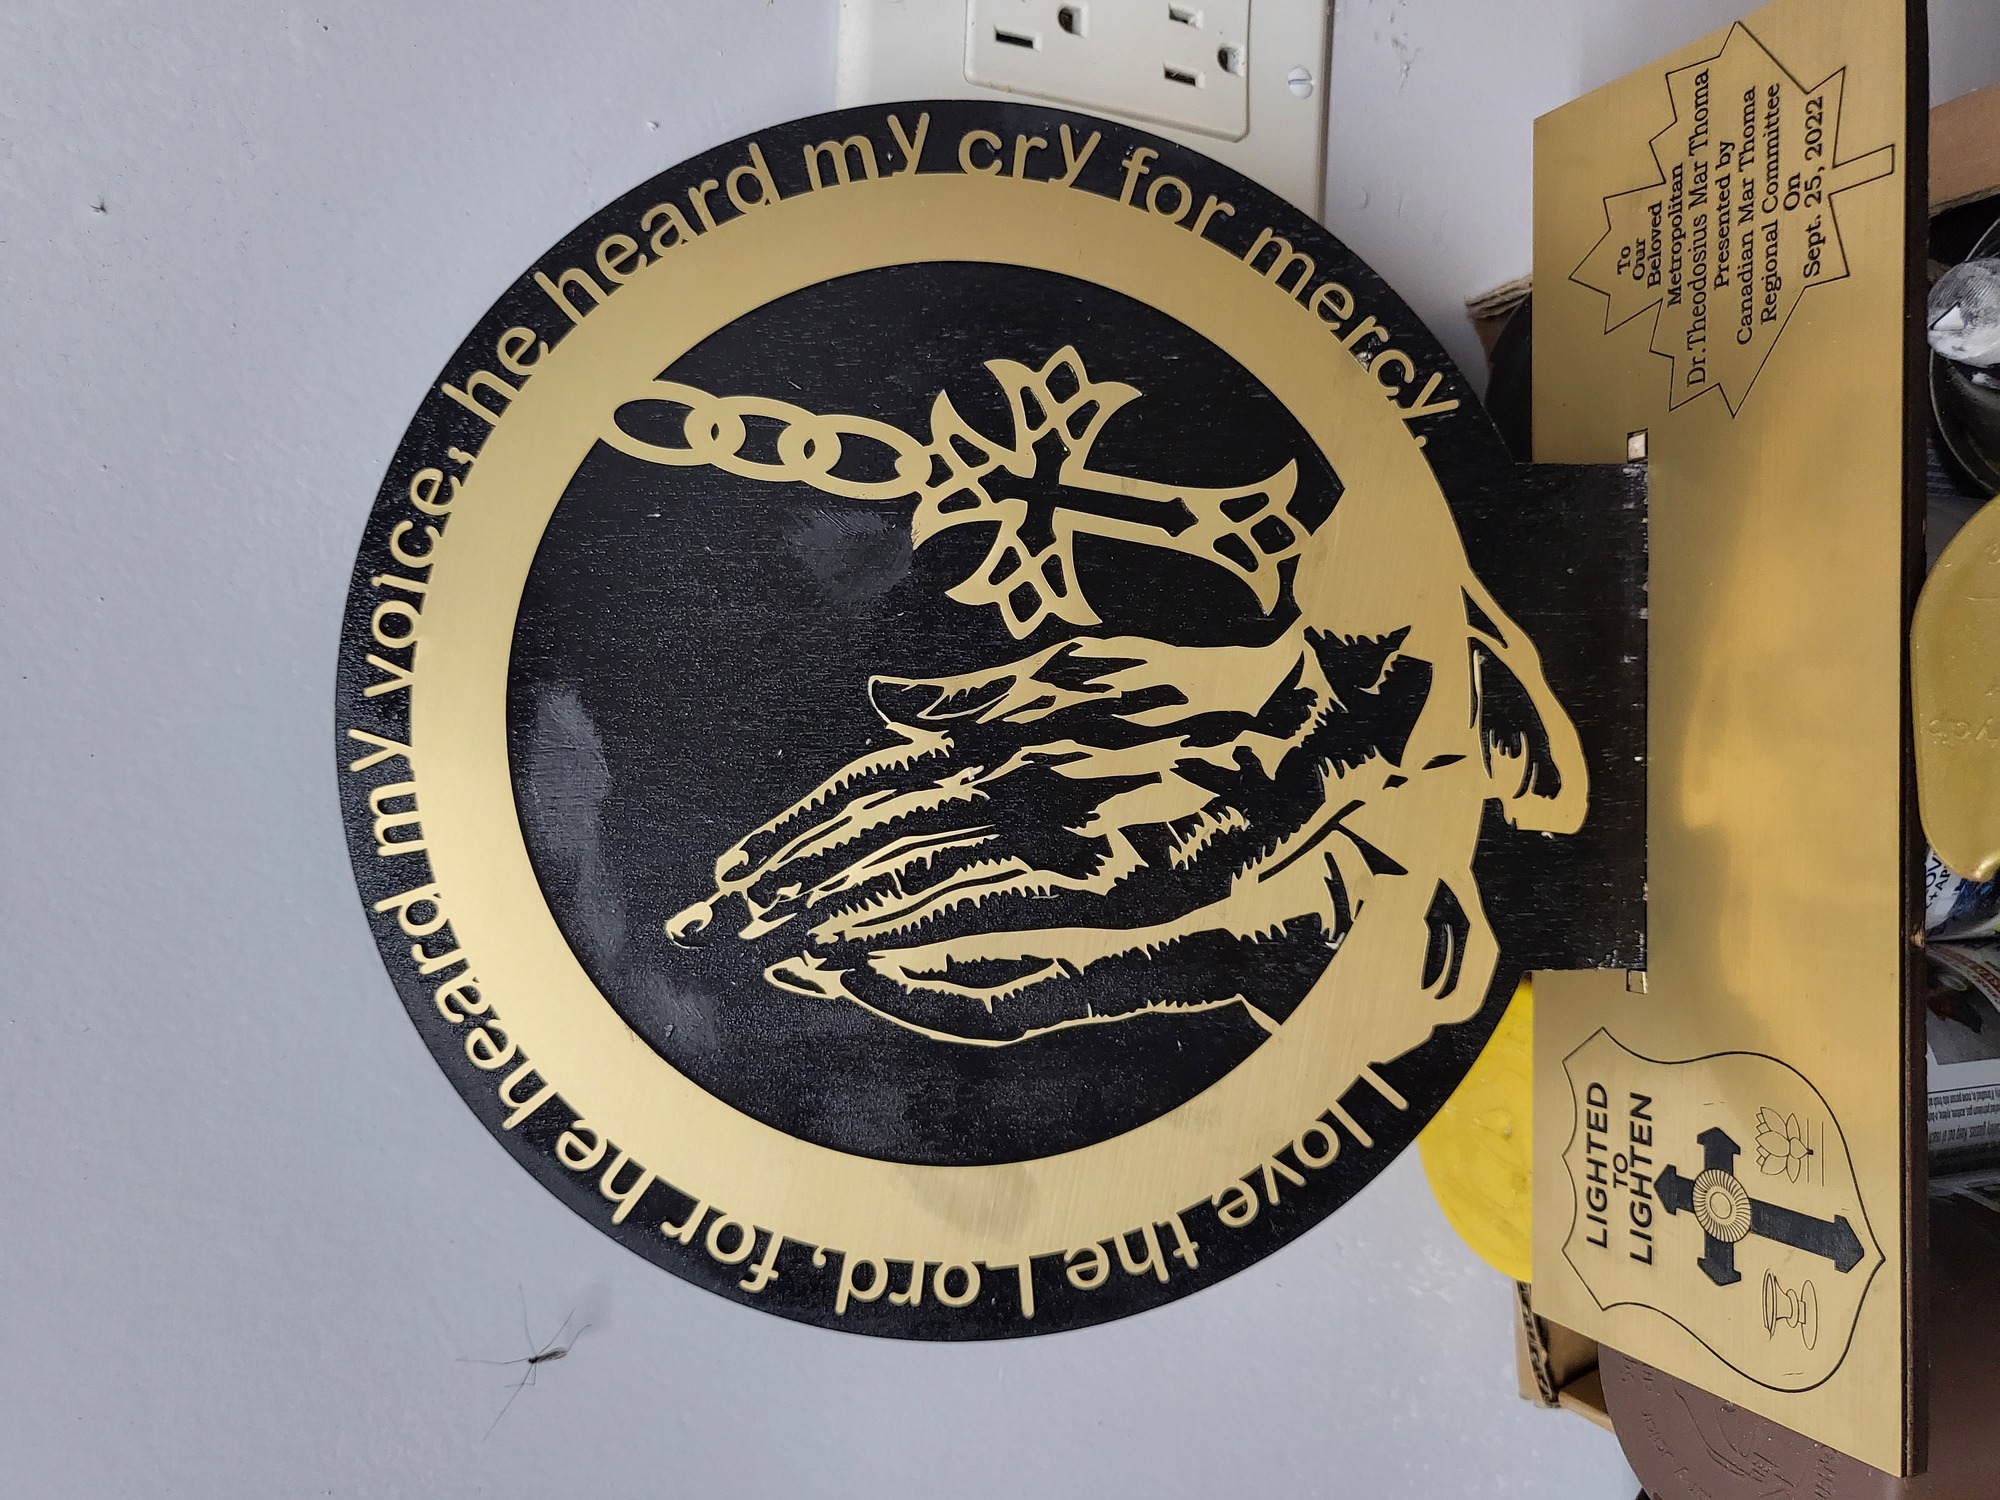 I love the Lord, for he heard my voice; he heard my cry for mercy.
LIGHTED
TO
LIGHTEN
To
Our
Beloved
Metropolitan
Dr.Theodosius Mar Thoma
Presented by
Canadian Mar Thoma
Regional Committee
On
Sept. 25, 2022